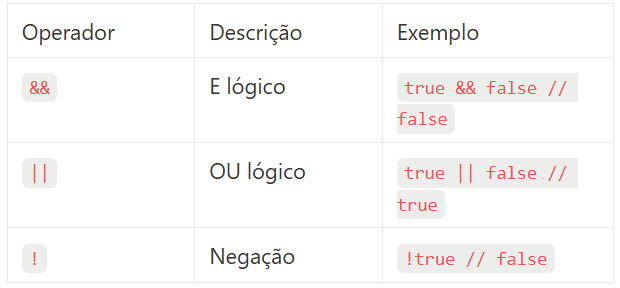 Operador Descrição Exemplo
&& E lógico true && false //
false
|| OU lógico true || false //
true
! Negação !true // false